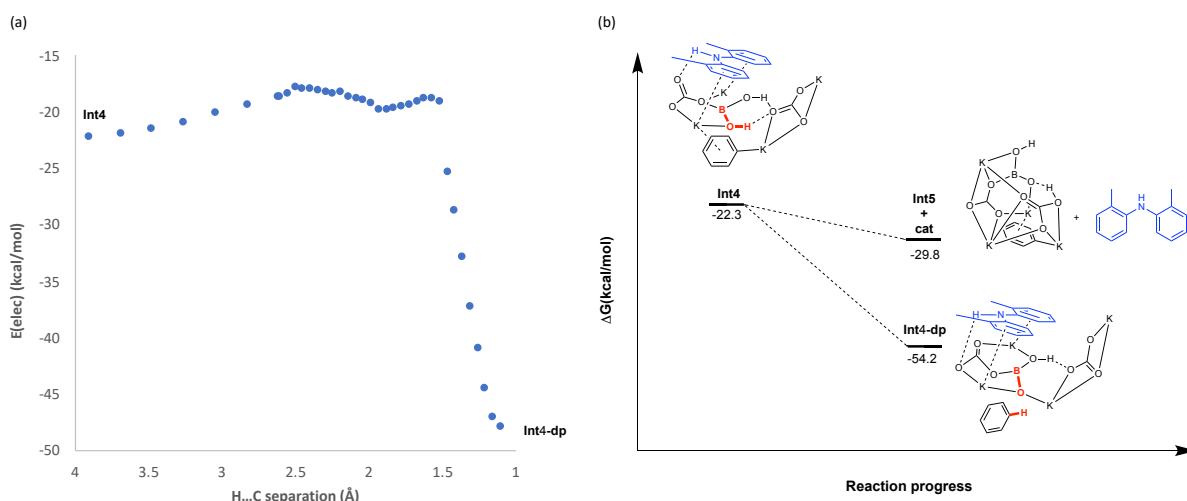 (a)
-15
-20
-25
-30
-35
-40
-45
-50
E(elec) (kcal/mol)
Int4
Int4-dp
4
3.5
3
2.5
2
1.5
1
H...C separation (Å)
(b)
ΔG(kcal/mol)
H
N
O
K
K
O
O
B
O
H
O
O
K
O
H
O
K
Int4
-22.3
Int5
+
cat
-29.8
H
O
K
B
O
O
H
O
O
K
O
O
K
K
+
H
N
Int4-dp
-54.2
H
N
K
O
K
O
H
O
O
O
B
O
O
K
O
K
H
Reaction progress